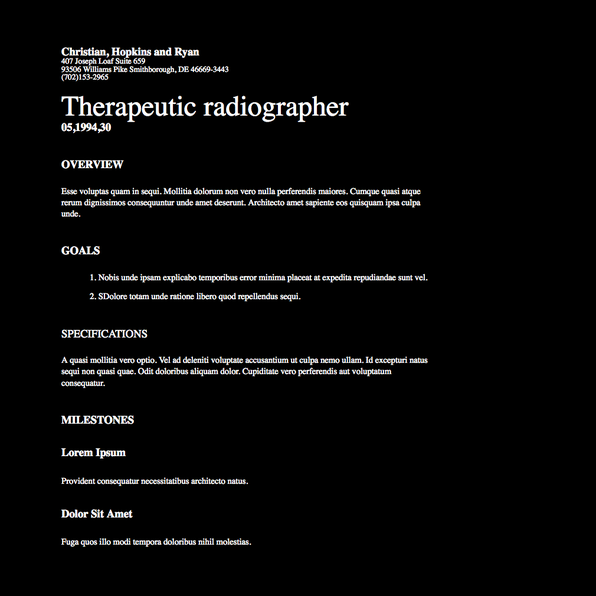 Christian, Hopkins and Ryan
407 Joseph Loaf Suite 659
93506 Williams Pike Smithborough, DE 46669-3443
(702)153-2965
Therapeutic radiographer
05,1994,30
OVERVIEW
Esse voluptas quam in sequi. Mollitia dolorum non vero nulla perferendis maiores. Cumque quasi atque
rerum dignissimos consequuntur unde amet deserunt. Architecto amet sapiente eos quisquam ipsa culpa
unde.
GOALS
1. Nobis unde ipsam explicabo temporibus error minima placeat at expedita repudiandae sunt vel.
2. SDolore totam unde ratione libero quod repellendus sequi.
SPECIFICATIONS
A quasi mollitia vero optio. Vel ad deleniti voluptate accusantium ut culpa nemo ullam. Id excepturi natus
sequi non quasi quae. Odit doloribus aliquam dolor. Cupiditate vero perferendis aut voluptatum
consequatur.
MILESTONES
Lorem Ipsum
Provident consequatur necessitatibus architecto natus.
Dolor Sit Amet
Fuga quos illo modi tempora doloribus nihil molestias.